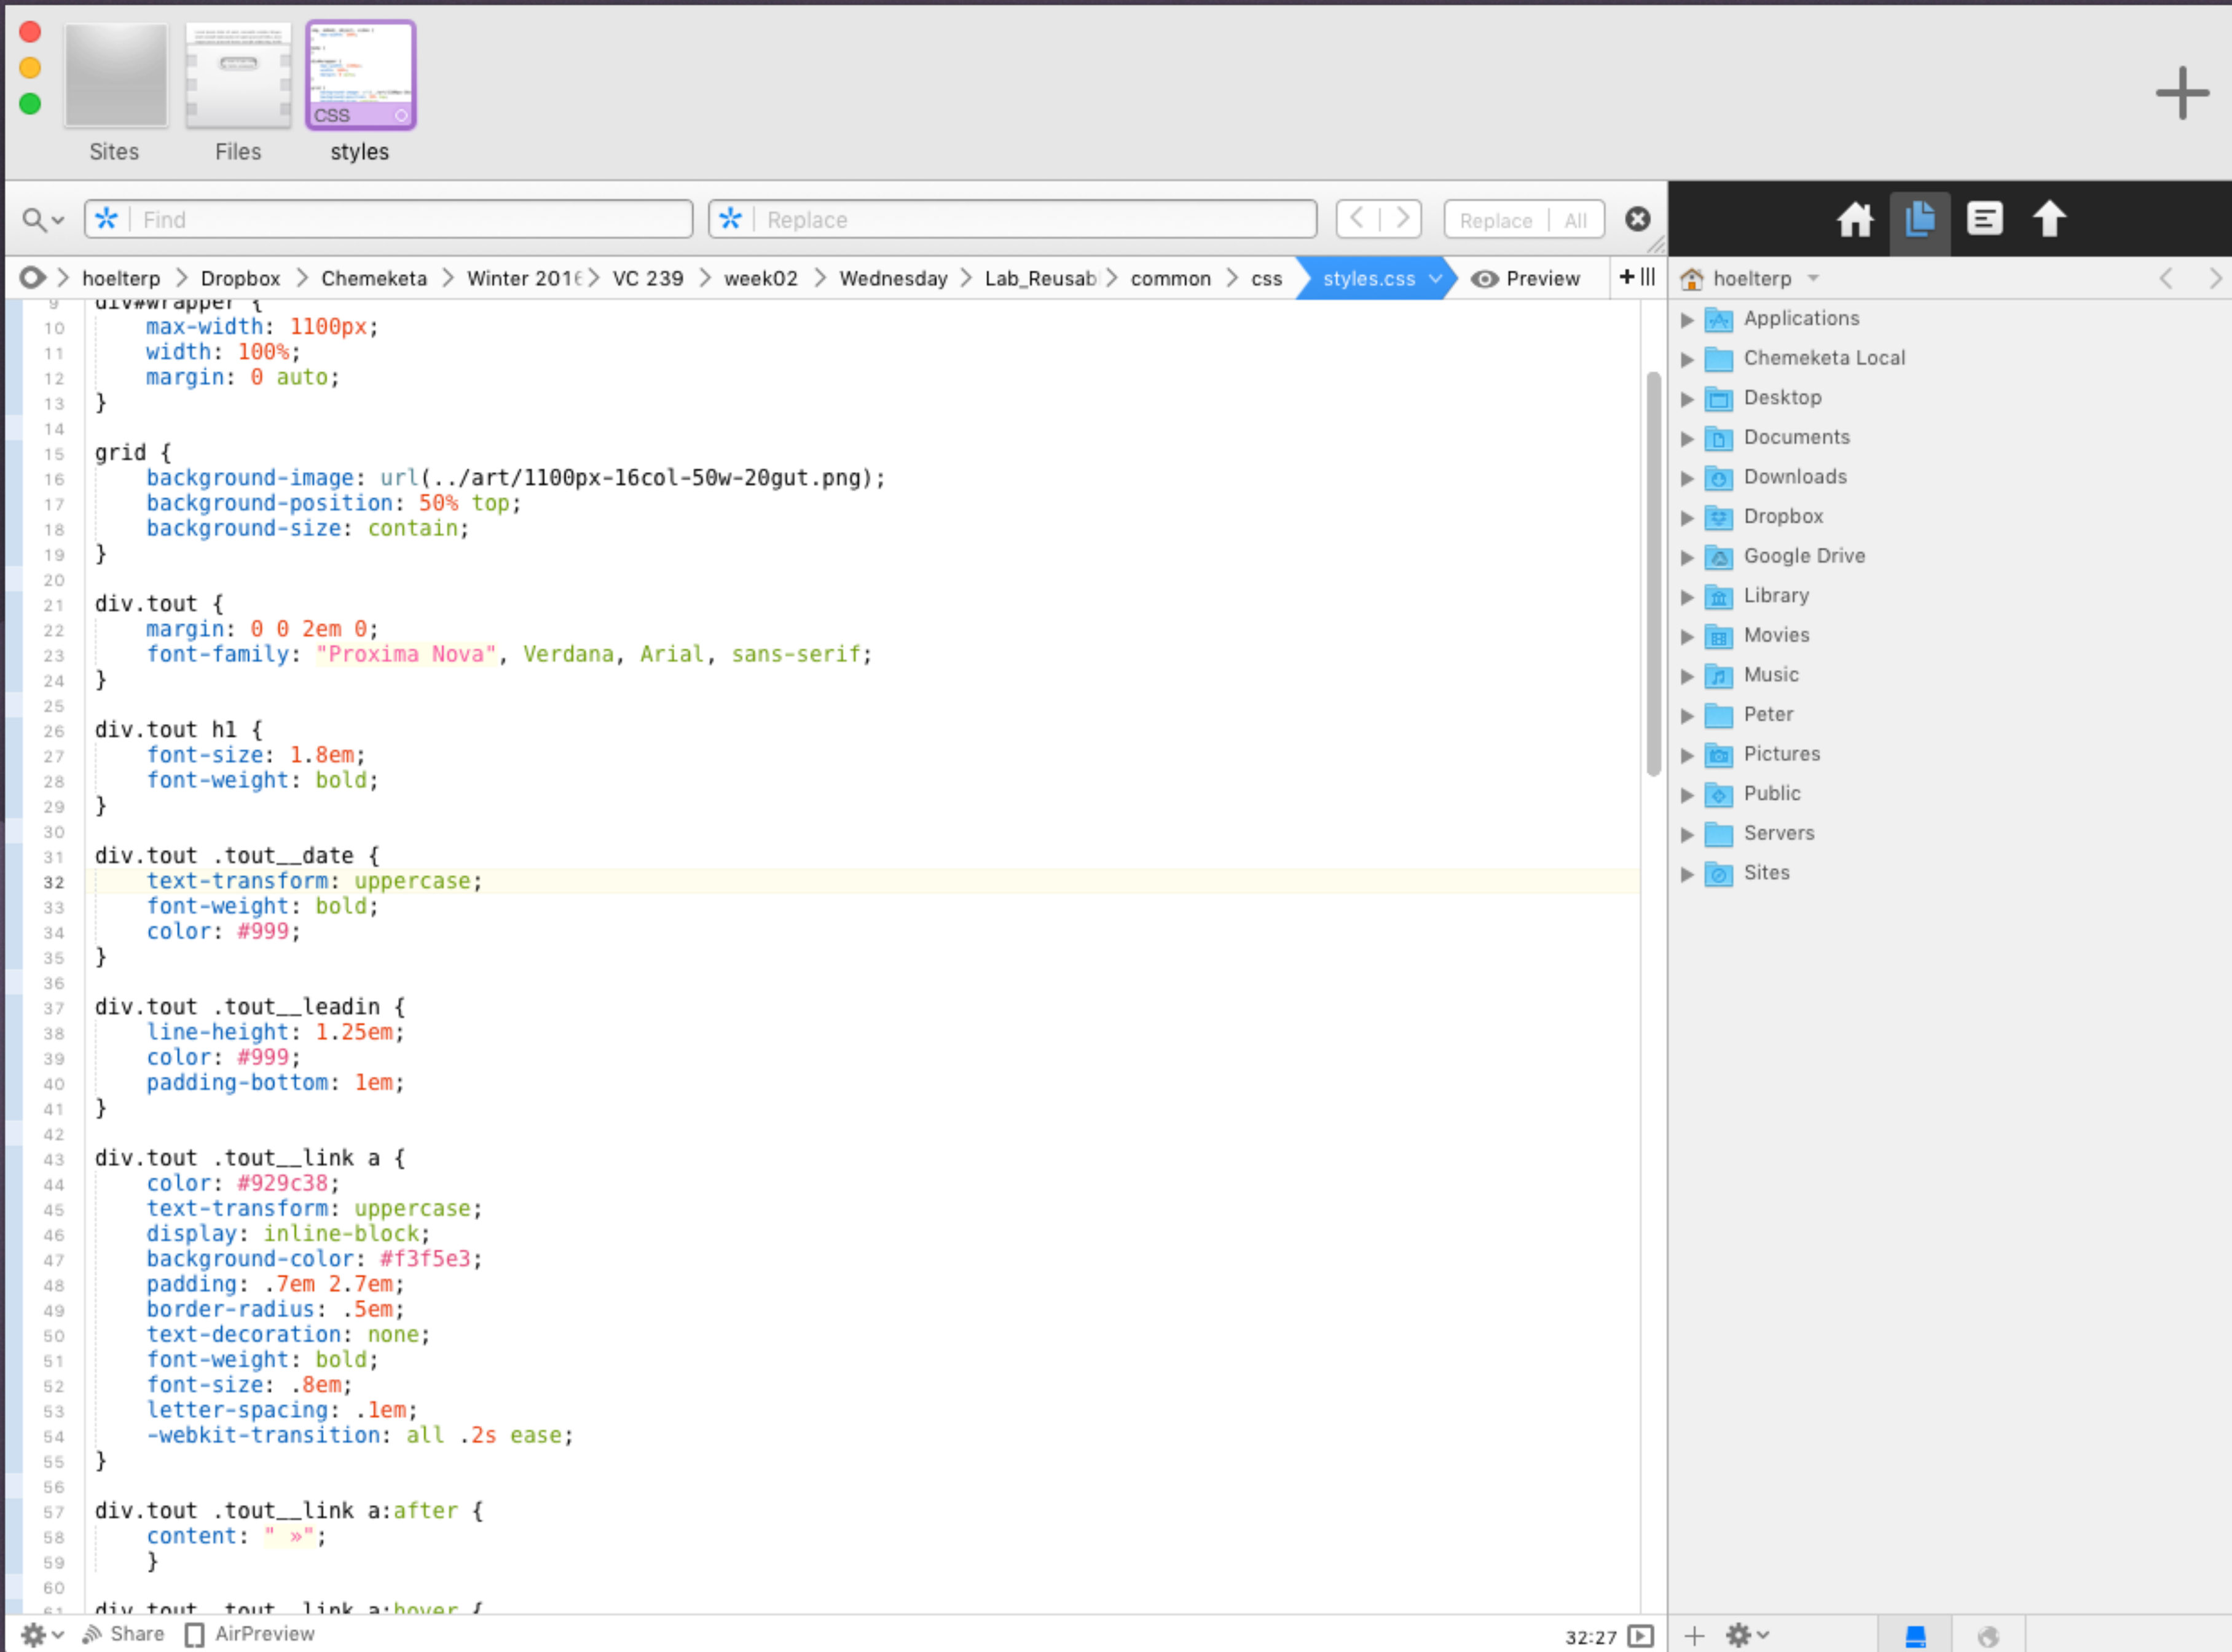 CSS
Sites Files styles
Find Replace Replace All
hoelterp Dropbox Chemeketa Winter 2016 VC 239 week02 Wednesday Lab_Reusab common css styles.css Preview
9 div#wrapper {
10 max-width: 1100px;
11 width: 100%;
12 margin: 0 auto;
13 }
14
15 grid {
16 background-image: url(../art/1100px-16col-50w-20gut.png);
17 background-position: 50% top;
18 background-size: contain;
19 }
20
21 div.tout {
22 margin: 0 0 2em 0;
23 font-family: "Proxima Nova", Verdana, Arial, sans-serif;
24 }
25
26 div.tout h1 {
27 font-size: 1.8em;
28 font-weight: bold;
29 }
30
31 div.tout .tout__date {
32 text-transform: uppercase;
33 font-weight: bold;
34 color: #999;
35 }
36
37 div.tout .tout__leadin {
38 line-height: 1.25em;
39 color: #999;
40 padding-bottom: 1em;
41 }
42
43 div.tout .tout__link a {
44 color: #929c38;
45 text-transform: uppercase;
46 display: inline-block;
47 background-color: #f3f5e3;
48 padding: .7em 2.7em;
49 border-radius: .5em;
50 text-decoration: none;
51 font-weight: bold;
52 font-size: .8em;
53 letter-spacing: .1em;
54 -webkit-transition: all .2s ease;
55 }
56
57 div.tout .tout__link a:after {
58 content: " »";
59 }
60
61 div.tout .tout__link a:hover {
Share AirPreview 32:27
hoelterp
Applications
Chemeketa Local
Desktop
Documents
Downloads
Dropbox
Google Drive
Library
Movies
Music
Peter
Pictures
Public
Servers
Sites